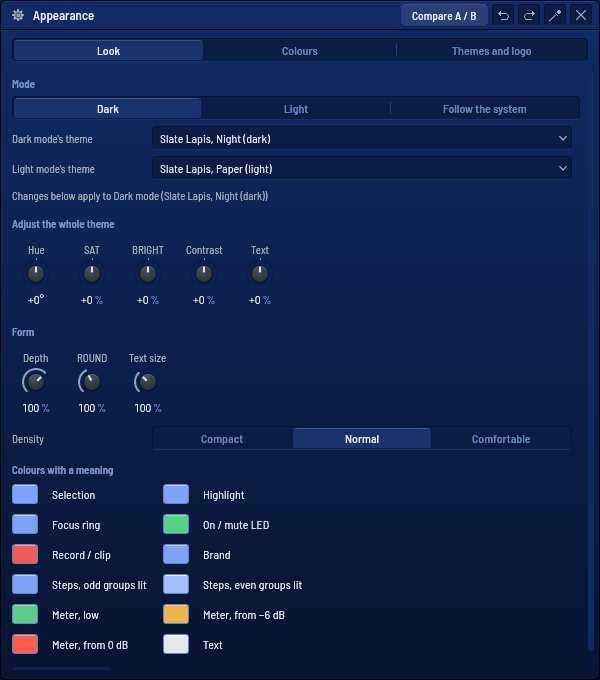 Appearance
Compare A / B
Look Colours Themes and logo
Mode
Dark Light Follow the system
Dark mode's theme Slate Lapis, Night (dark)
Light mode's theme Slate Lapis, Paper (light)
Changes below apply to Dark mode (Slate Lapis, Night (dark))
Adjust the whole theme
Hue SAT BRIGHT Contrast Text
+0° +0 % +0 % +0 % +0 %
Form
Depth ROUND Text size
100 % 100 % 100 %
Density Compact Normal Comfortable
Colours with a meaning
Selection Highlight
Focus ring On / mute LED
Record / clip Brand
Steps, odd groups lit Steps, even groups lit
Meter, low Meter, from −6 dB
Meter, from 0 dB Text